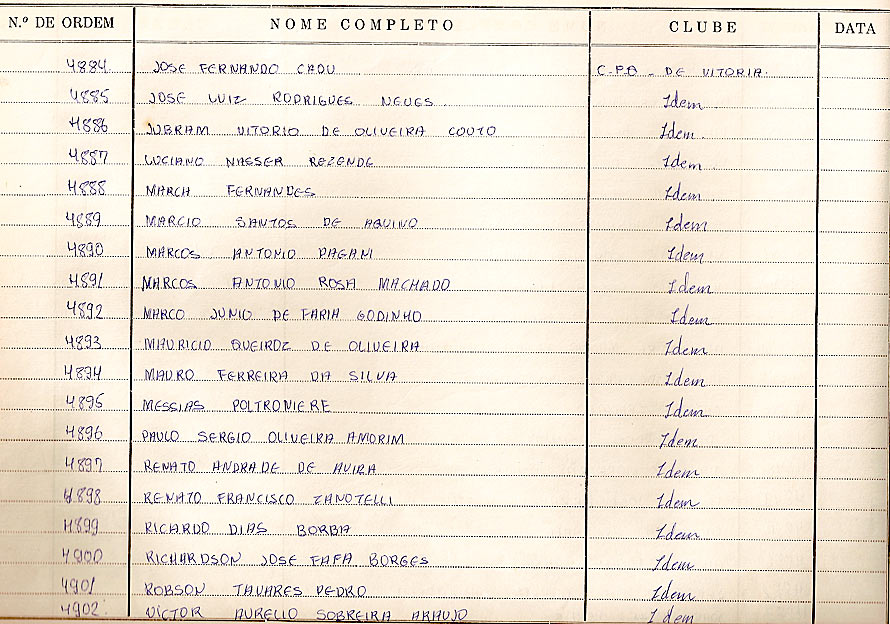 N.º DE ORDEM NOME COMPLETO CLUBE DATA
4884 JOSE FERNANDO CADU C.P.D - DE VITORIA.
4885 JOSE LUIZ RODRIGUES NEUES Idem
4886 JUBRAM VITORIO DE OLIVEIRA COUTO Idem
4887 LUCIANO NASSER REZENDE Idem
4888 MARCH FERNANDES Idem
4889 MARCIO SANTOS DE AQUINO Idem
4890 MARCOS ANTONIO PAGANI Idem
4891 MARCOS ANTONIO ROSA MACHADO Idem
4892 MARCO JUNIO DE FARIA GODINHO Idem
4893 MAURICIO QUEIROZ DE OLIVEIRA Idem
4894 MAURO FERREIRA DA SILVA Idem
4895 MESSIAS POLTRONIERE Idem
4896 PAULO SERGIO OLIVEIRA AMORIM Idem
4897 RENATO ANDRADE DE Idem
4898 RENATO FRANCISCO ZANOTELLI Idem
4899 RICARDO DIAS BORBA Idem
4900 RICHARDSON JOSE FAFA BORGES Idem
4901 ROBSON TAVARES PEDRO Idem
4902 VICTOR AURELIO SOBREIRA ARAUJO Idem